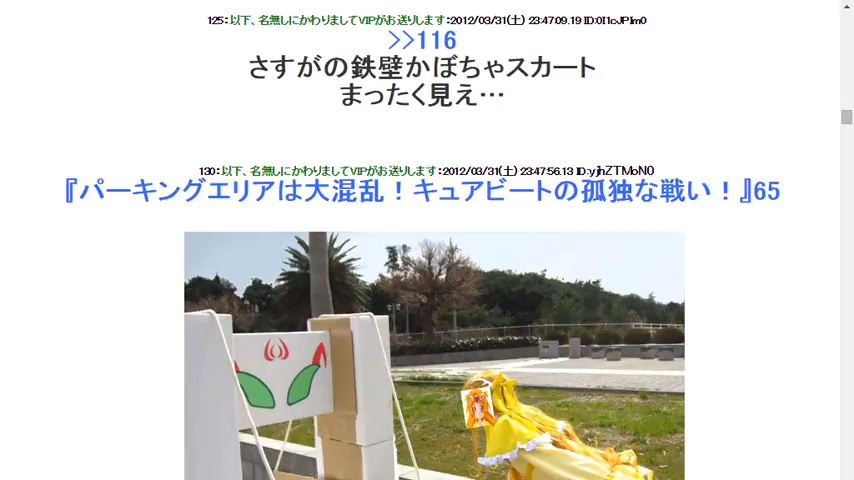 125：以下、名無しにかわりましてVIPがお送りします：2012/03/31(土) 23:47:09.19 ID:0I1cJPIm0
>>116
さすがの鉄壁かぼちゃスカート
まったく見え…
130：以下、名無しにかわりましてVIPがお送りします：2012/03/31(土) 23:47:56.13 ID:yjhZTMoN0
『パーキングエリアは大混乱！キュアビートの孤独な戦い！』65